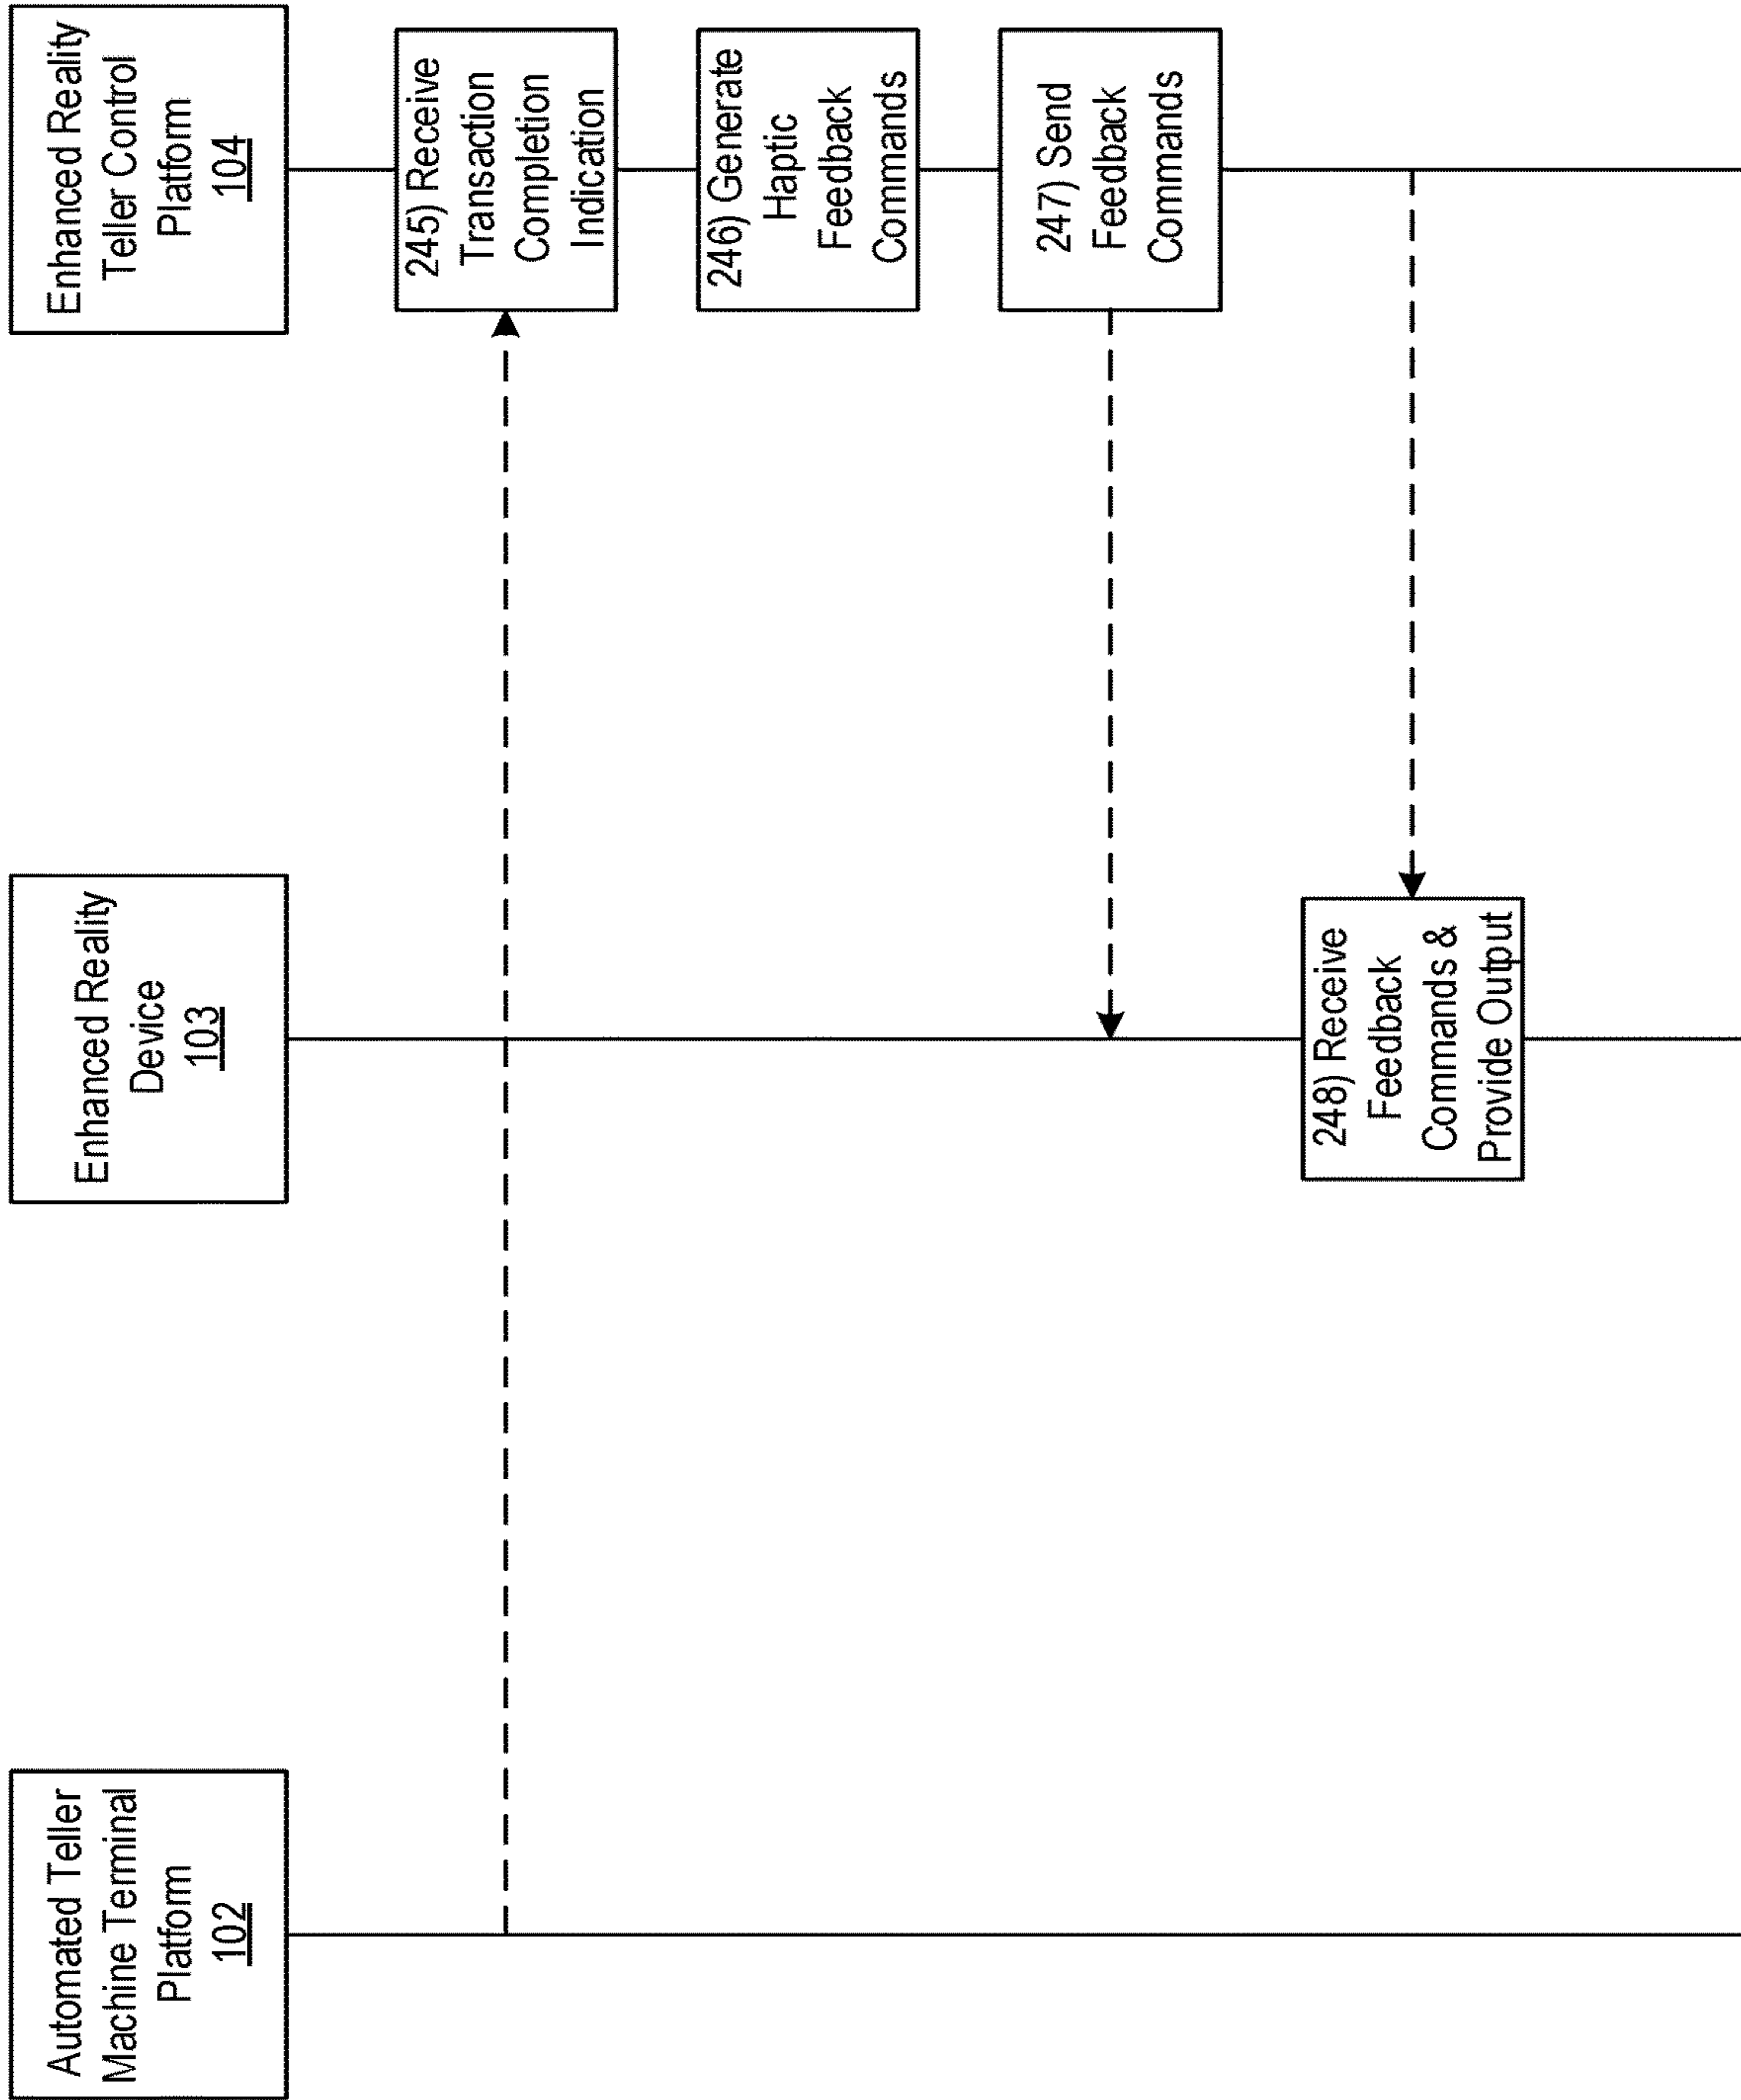 Automated Teller
Machine Terminal
Platform
102
Enhanced Reality
Device
103
Enhanced Reality
Teller Control
Platform
104
245) Receive
Transaction
Completion
Indication
246) Generate
Haptic
Feedback
Commands
247) Send
Feedback
Commands
248) Receive
Feedback
Commands &
Provide Output